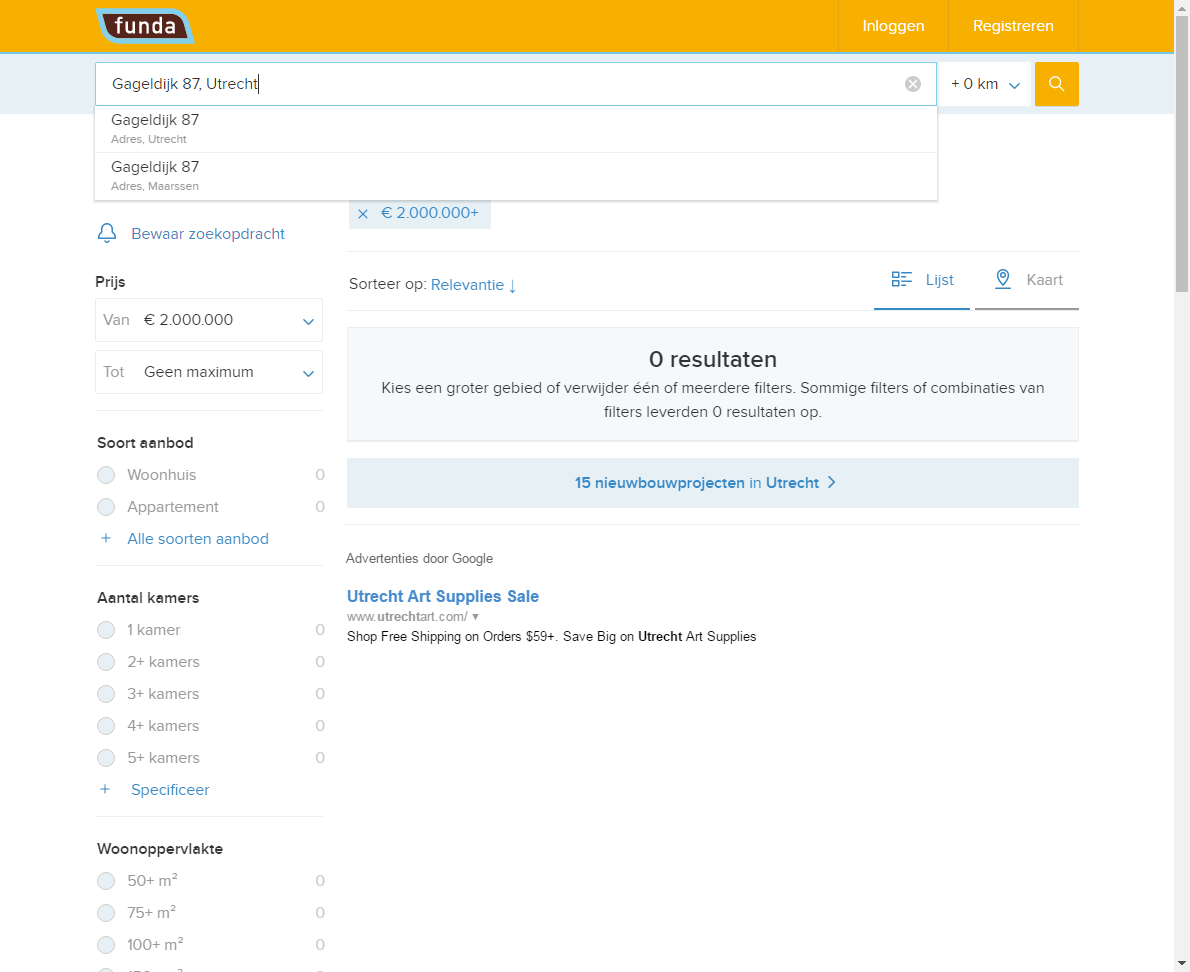 funda
Inloggen
Registreren
Gageldijk 87, Utrecht
+ 0 km
Gageldijk 87
Adres, Utrecht
Gageldijk 87
Adres, Maarssen
€ 2.000.000+
Bewaar zoekopdracht
Sorteer op: Relevantie ↓
Lijst
Kaart
Prijs
Van € 2.000.000
Tot Geen maximum
0 resultaten
Kies een groter gebied of verwijder één of meerdere filters. Sommige filters of combinaties van
filters leverden 0 resultaten op.
15 nieuwbouwprojecten in Utrecht
Soort aanbod
Woonhuis 0
Appartement 0
+ Alle soorten aanbod
Advertenties door Google
Utrecht Art Supplies Sale
www.utrechtart.com/ ▼
Shop Free Shipping on Orders $59+. Save Big on Utrecht Art Supplies
Aantal kamers
1 kamer 0
2+ kamers 0
3+ kamers 0
4+ kamers 0
5+ kamers 0
+ Specificeer
Woonoppervlakte
50+ m² 0
75+ m² 0
100+ m² 0